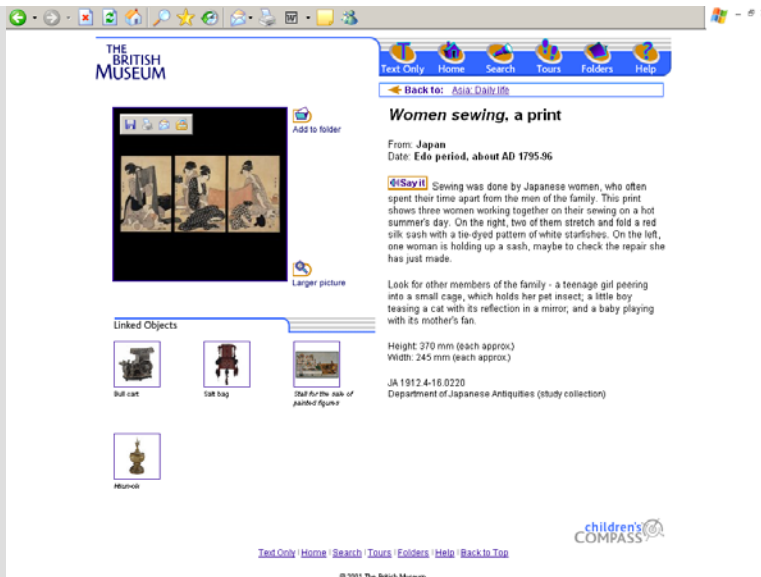 THE
BRITISH
MUSEUM
Text Only Home Search Tours Folders Help
Back to: Asia: Daily life
Add to folder
Larger picture
Women sewing, a print
From: Japan
Date: Edo period, about AD 1795-96
Say it Sewing was done by Japanese women, who often
spent their time apart from the men of the family. This print
shows three women working together on their sewing on a hot
summer's day. On the right, two of them stretch and fold a red
silk sash with a tie-dyed pattern of white starfishes. On the left,
one woman is holding up a sash, maybe to check the repair she
has just made.
Look for other members of the family - a teenage girl peering
into a small cage, which holds her pet insect; a little boy
teasing a cat with its reflection in a mirror; and a baby playing
with its mother's fan.
Height: 370 mm (each approx.)
Width: 245 mm (each approx.)
JA 1912.4-16.0220
Department of Japanese Antiquities (study collection)
Linked Objects
Bull cart
Salt bag
Stall for the sale of
painted figures
children's
COMPASS
Text Only | Home | Search | Tours | Folders | Help | Back to Top
© 2001 The British Museum